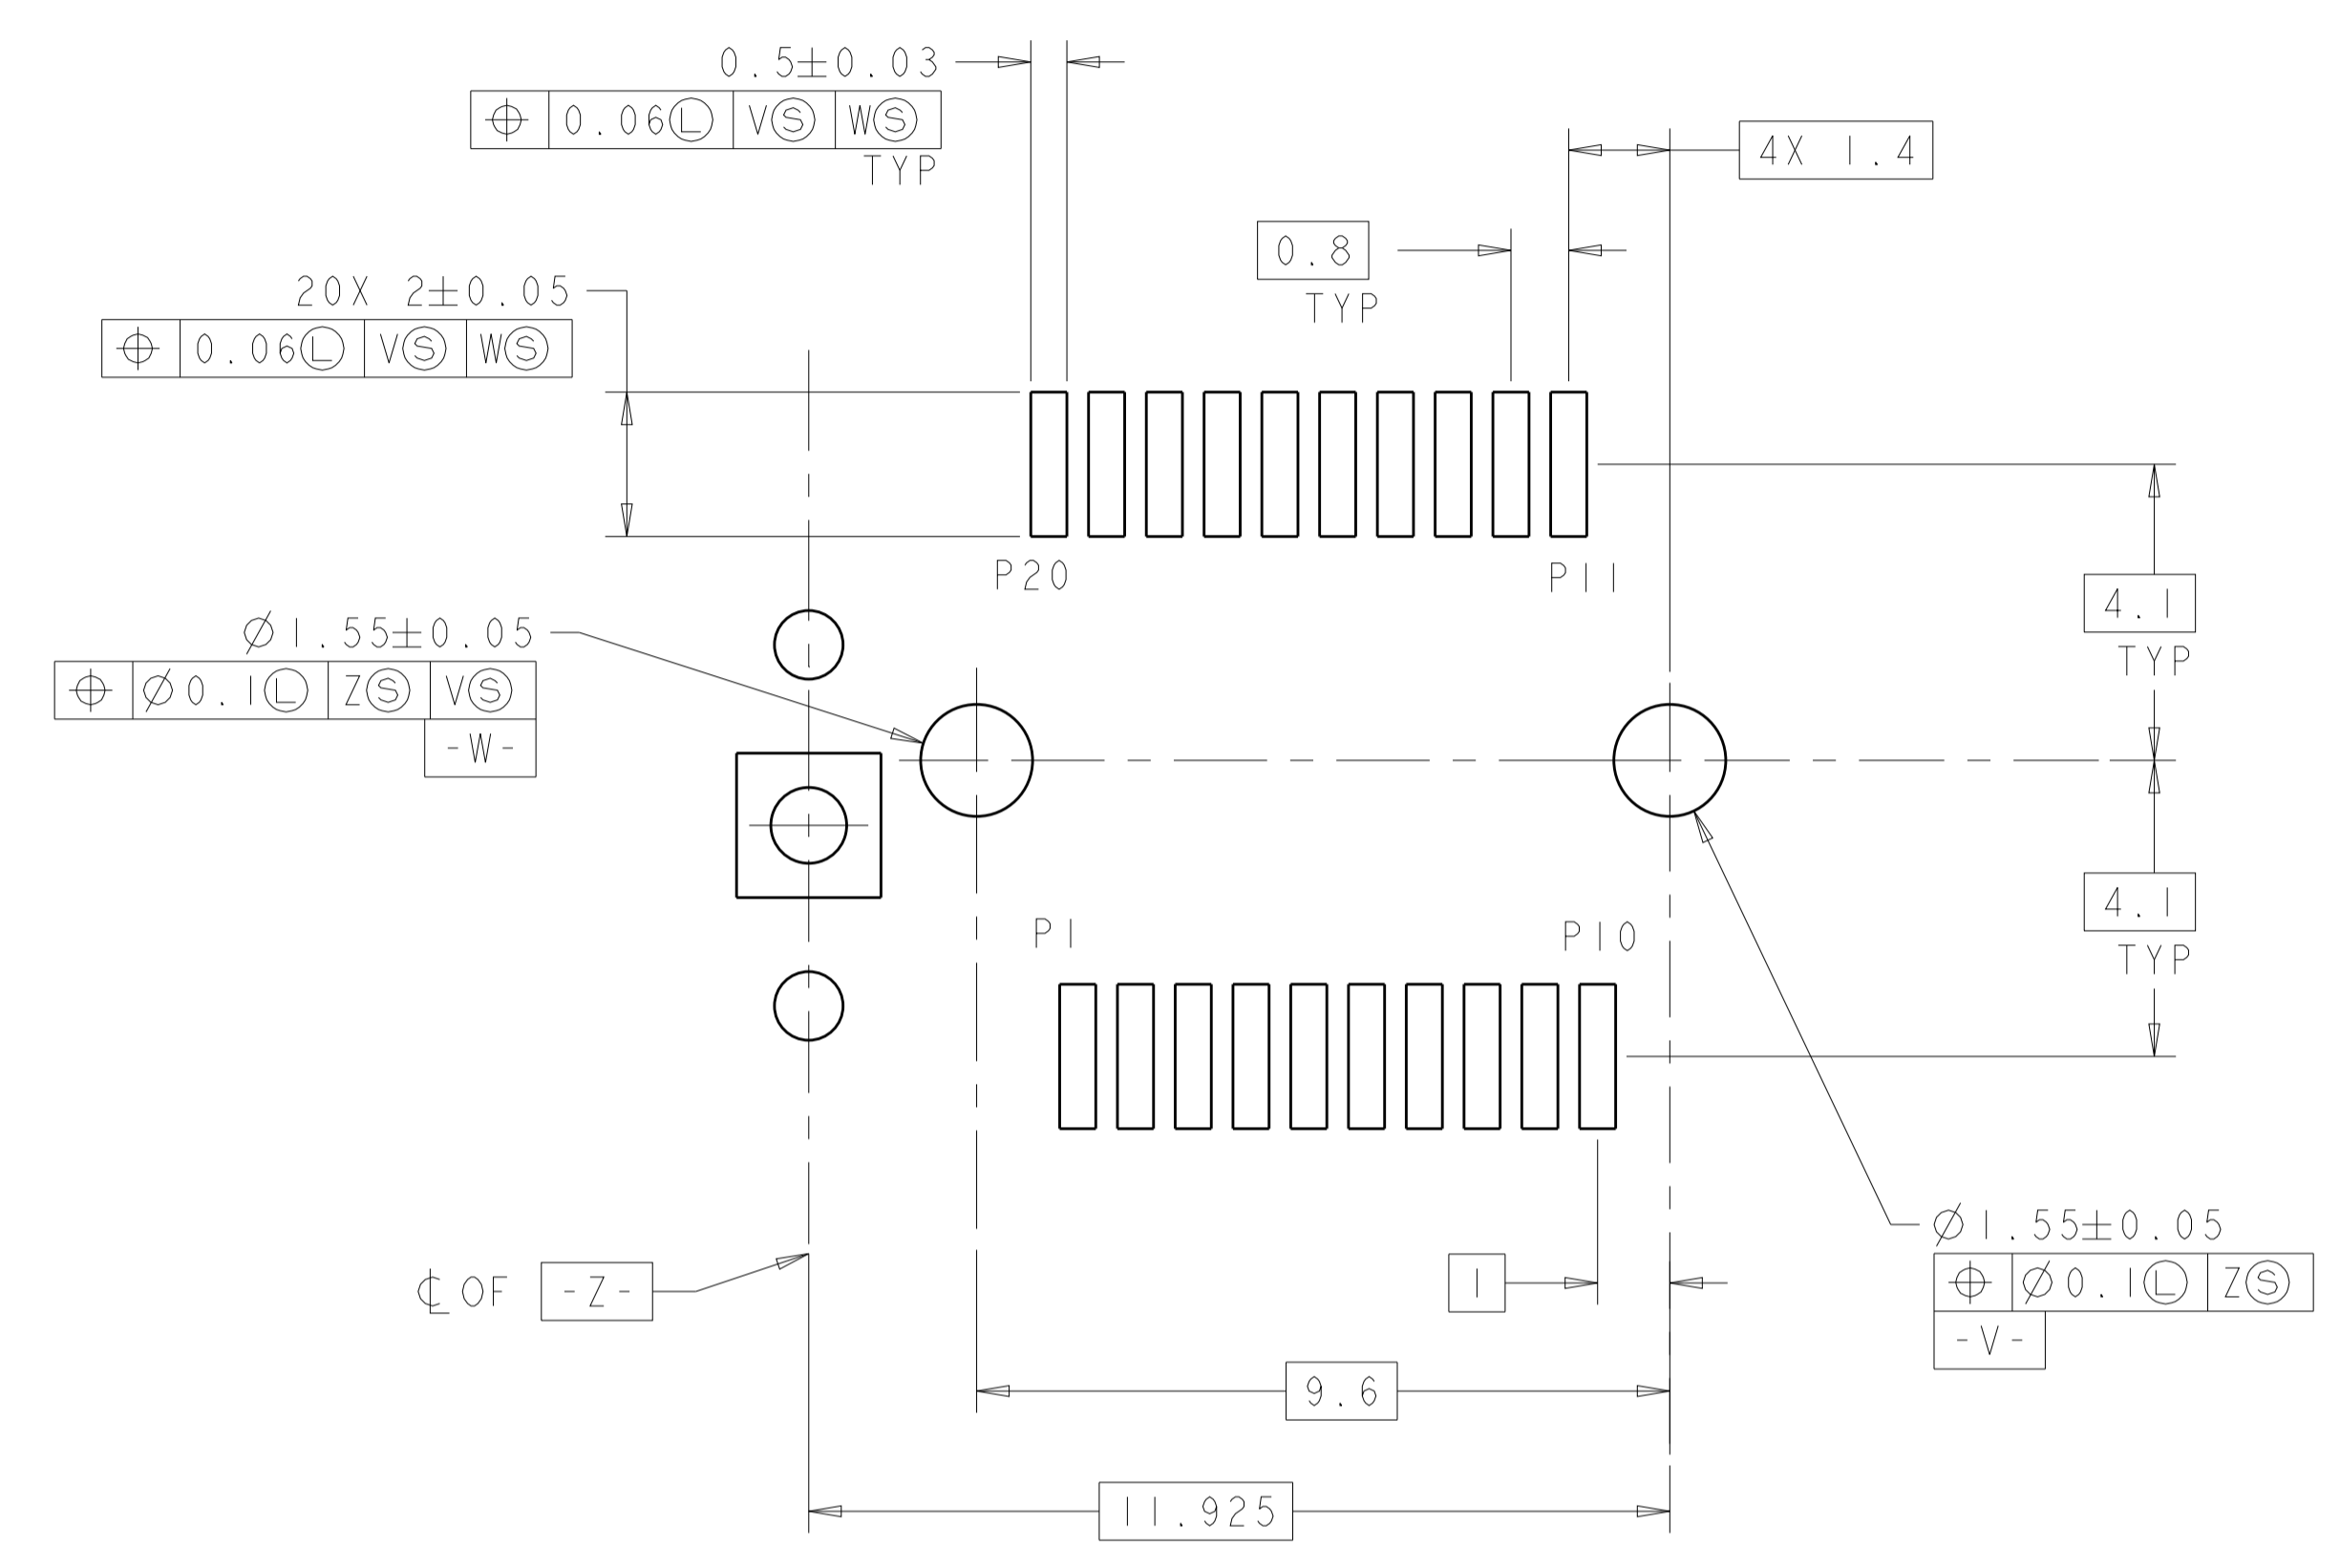 0.5±0.03
⌖ 0.06Ⓛ VⓈ WⓈ
TYP
4X 1.4
0.8
TYP
20X 2±0.05
⌖ 0.06Ⓛ VⓈ WⓈ
P20
P11
4.1
TYP
Ø1.55±0.05
⌖ Ø0.1Ⓛ ZⓈ VⓈ
-W-
P1
P10
4.1
TYP
Ø1.55±0.05
⌖ Ø0.1Ⓛ ZⓈ
-V-
℄ OF -Z-
1
9.6
11.925